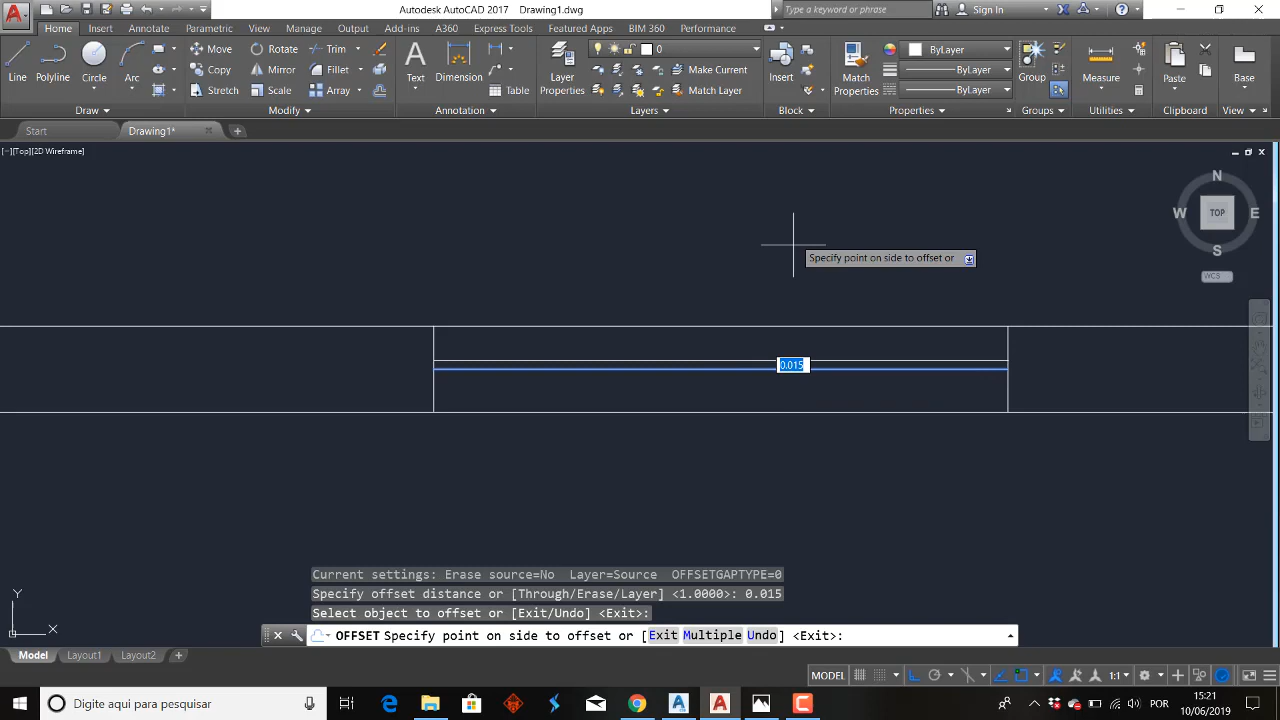 Autodesk AutoCAD 2017 Drawing1.dwg
Type a keyword or phrase
Sign In
Home Insert Annotate Parametric View Manage Output Add-ins A360 Express Tools Featured Apps BIM 360 Performance
Line Polyline Circle Arc
Move Rotate Trim
Copy Mirror Fillet
Stretch Scale Array
Text Dimension
Table
Layer Properties
0
Make Current
Match Layer
Insert
Match Properties
ByLayer
ByLayer
ByLayer
Group
Measure
Paste
Base
Draw Modify Annotation Layers Block Properties Groups Utilities Clipboard View
Start Drawing1*
[−][Top][2D Wireframe]
N
W TOP E
S
WCS
Specify point on side to offset or
0.015
Current settings: Erase source=No Layer=Source OFFSETGAPTYPE=0
Specify offset distance or [Through/Erase/Layer] <1.0000>: 0.015
Select object to offset or [Exit/Undo] <Exit>:
OFFSET Specify point on side to offset or [Exit Multiple Undo] <Exit>:
Y
X
Model Layout1 Layout2
MODEL 1:1
Digitaqui para pesquisar
POR
15:21
10/06/2019